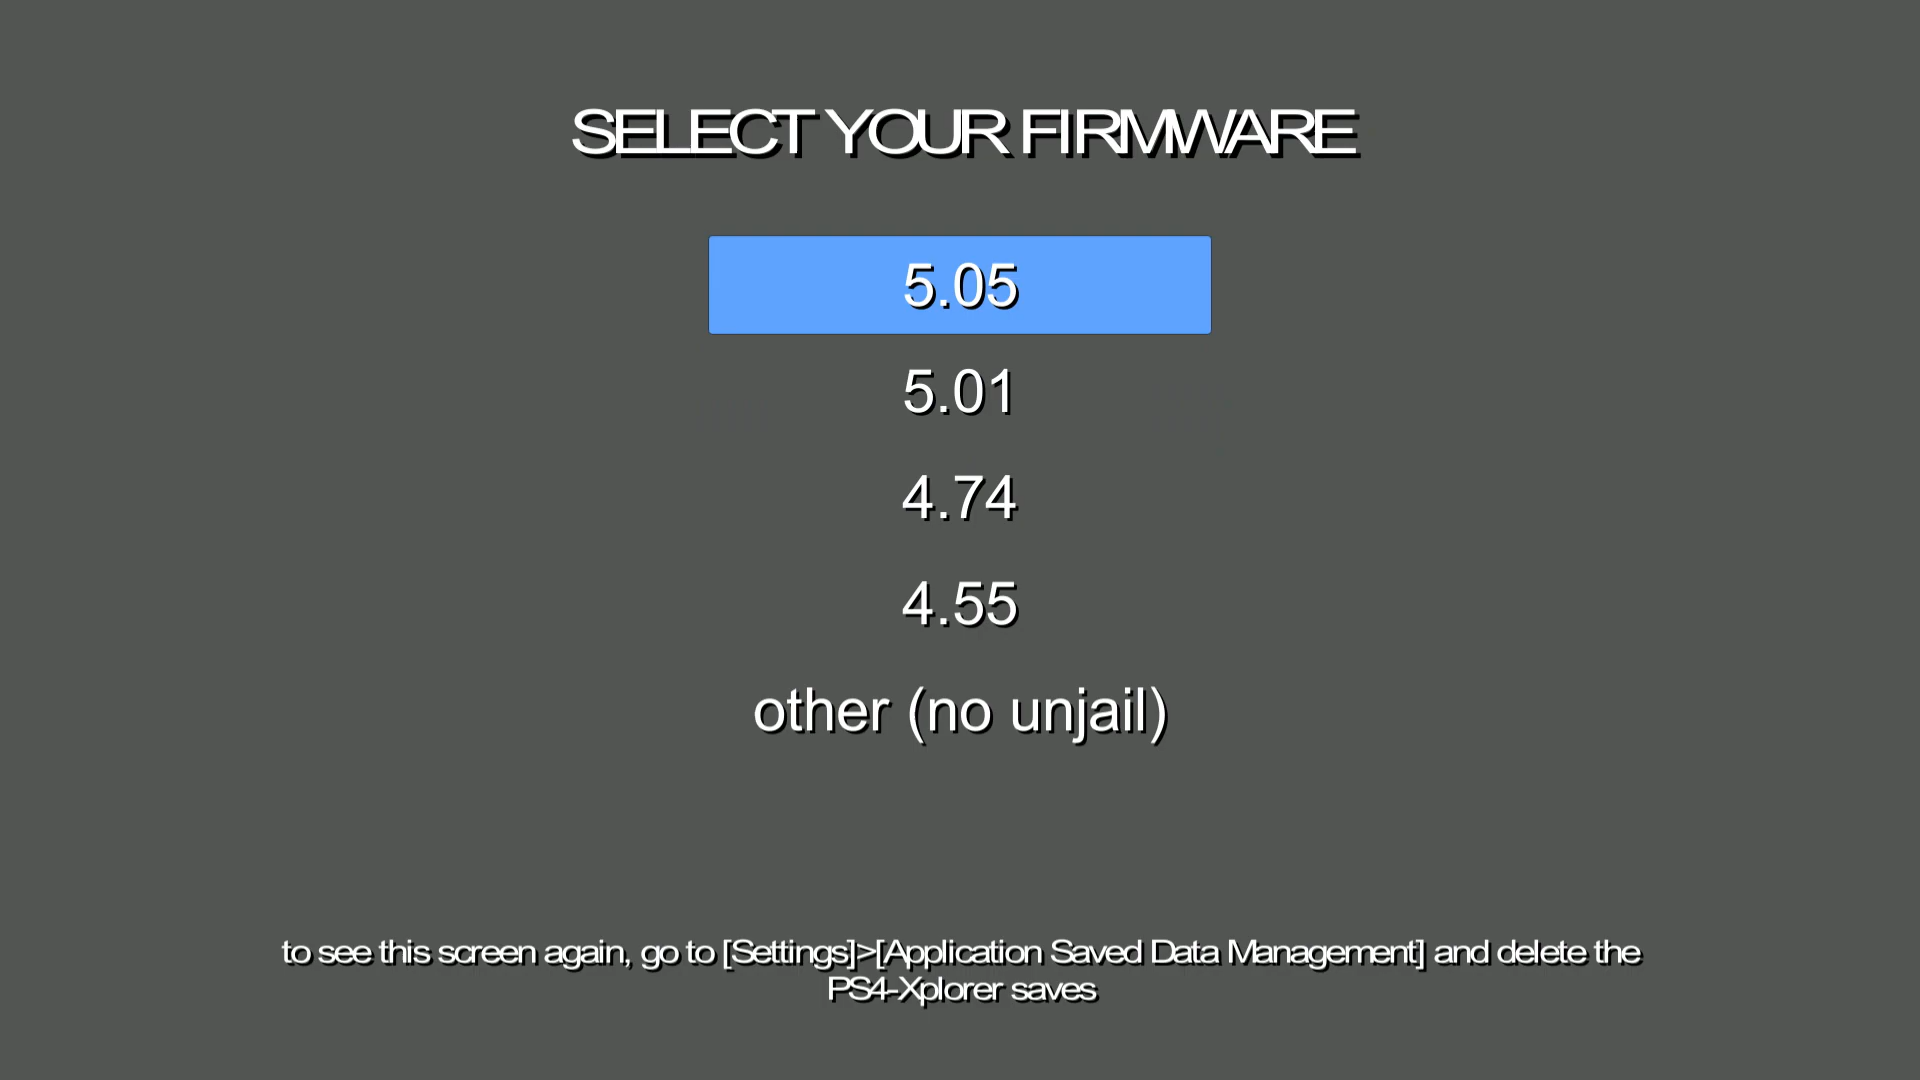 SELECT YOUR FIRMWARE
5.05
5.01
4.74
4.55
other (no unjail)
to see this screen again, go to [Settings]>[Application Saved Data Management] and delete the
PS4-Xplorer saves